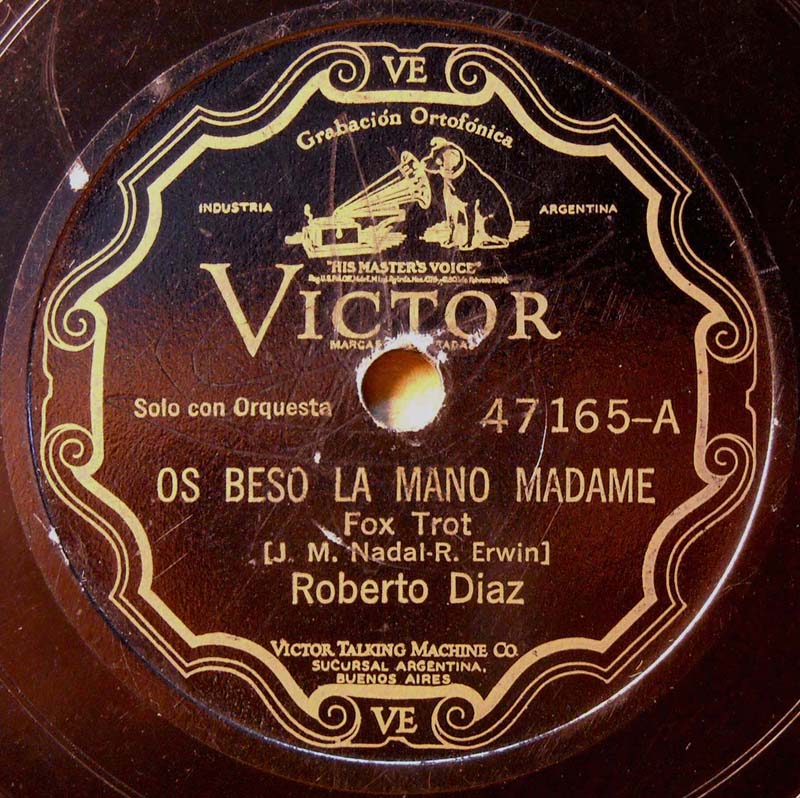 VE
Grabación Ortofónica
INDUSTRIA
ARGENTINA
"HIS MASTER'S VOICE"
VICTOR
Solo con Orquesta
47165-A
OS BESO LA MANO MADAME
Fox Trot
[J. M. Nadal-R. Erwin]
Roberto Diaz
VICTOR TALKING MACHINE CO.
SUCURSAL ARGENTINA,
BUENOS AIRES
VE